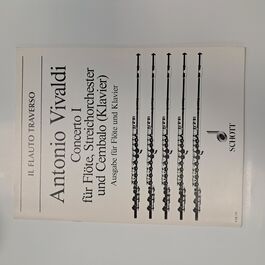 IL FLAUTO TRAVERSO
Antonio Vivaldi
Concerto I
für Flöte, Streichorchester
und Cembalo (Klavier)
Ausgabe für Flöte und Klavier
SCHOTT